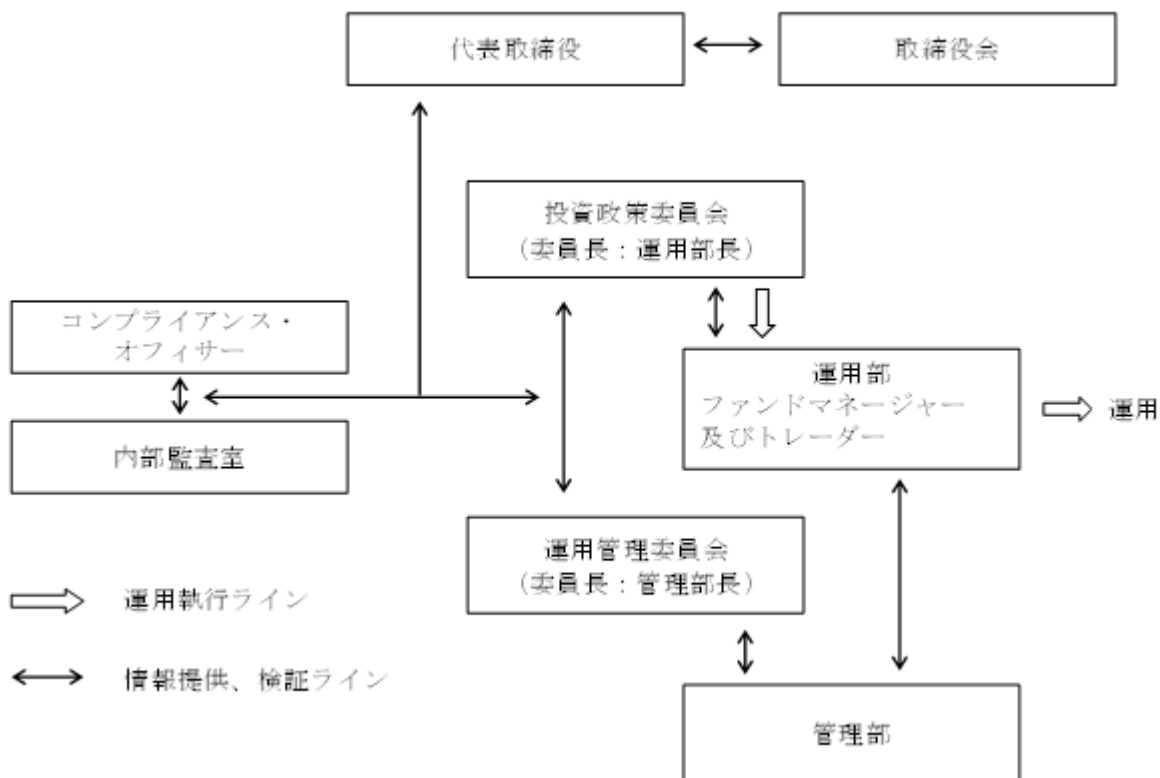 代表取締役
取締役会
投資政策委員会
(委員長：運用部長)
コンプライアンス・
オフィサー
内部監査室
運用部
ファンドマネージャー
及びトレーダー
運用
運用管理委員会
(委員長：管理部長)
運用執行ライン
情報提供、検証ライン
管理部